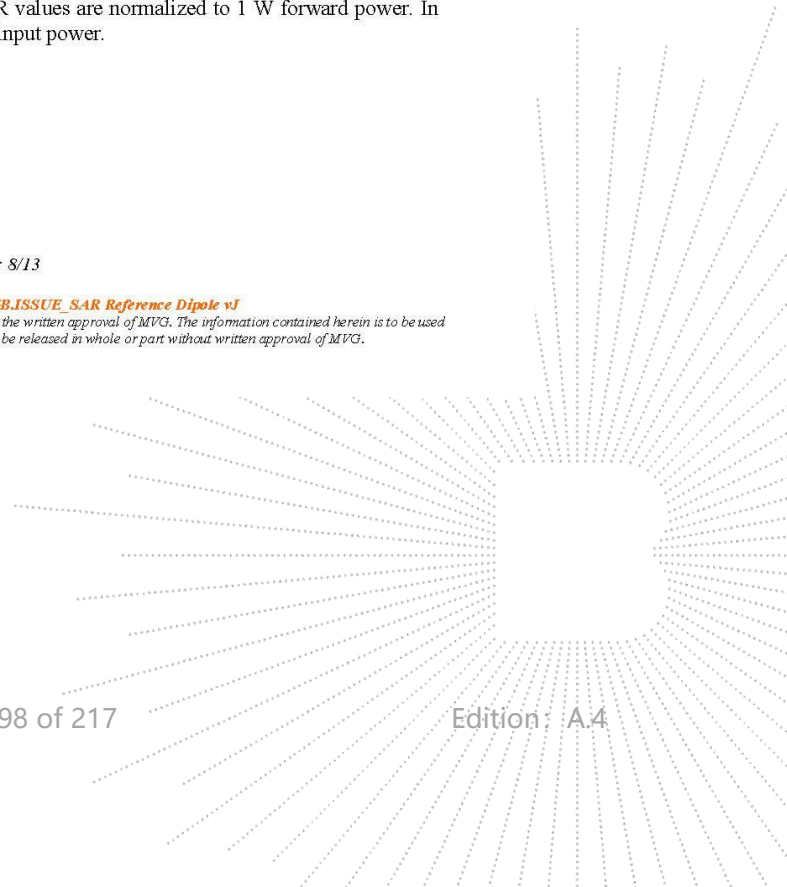 R values are normalized to 1 W forward power. In
input power.
: 8/13
B.ISSUE_SAR Reference Dipole vJ
the written approval of MVG. The information contained herein is to be used
be released in whole or part without written approval of MVG.
98 of 217
Edition: A.4